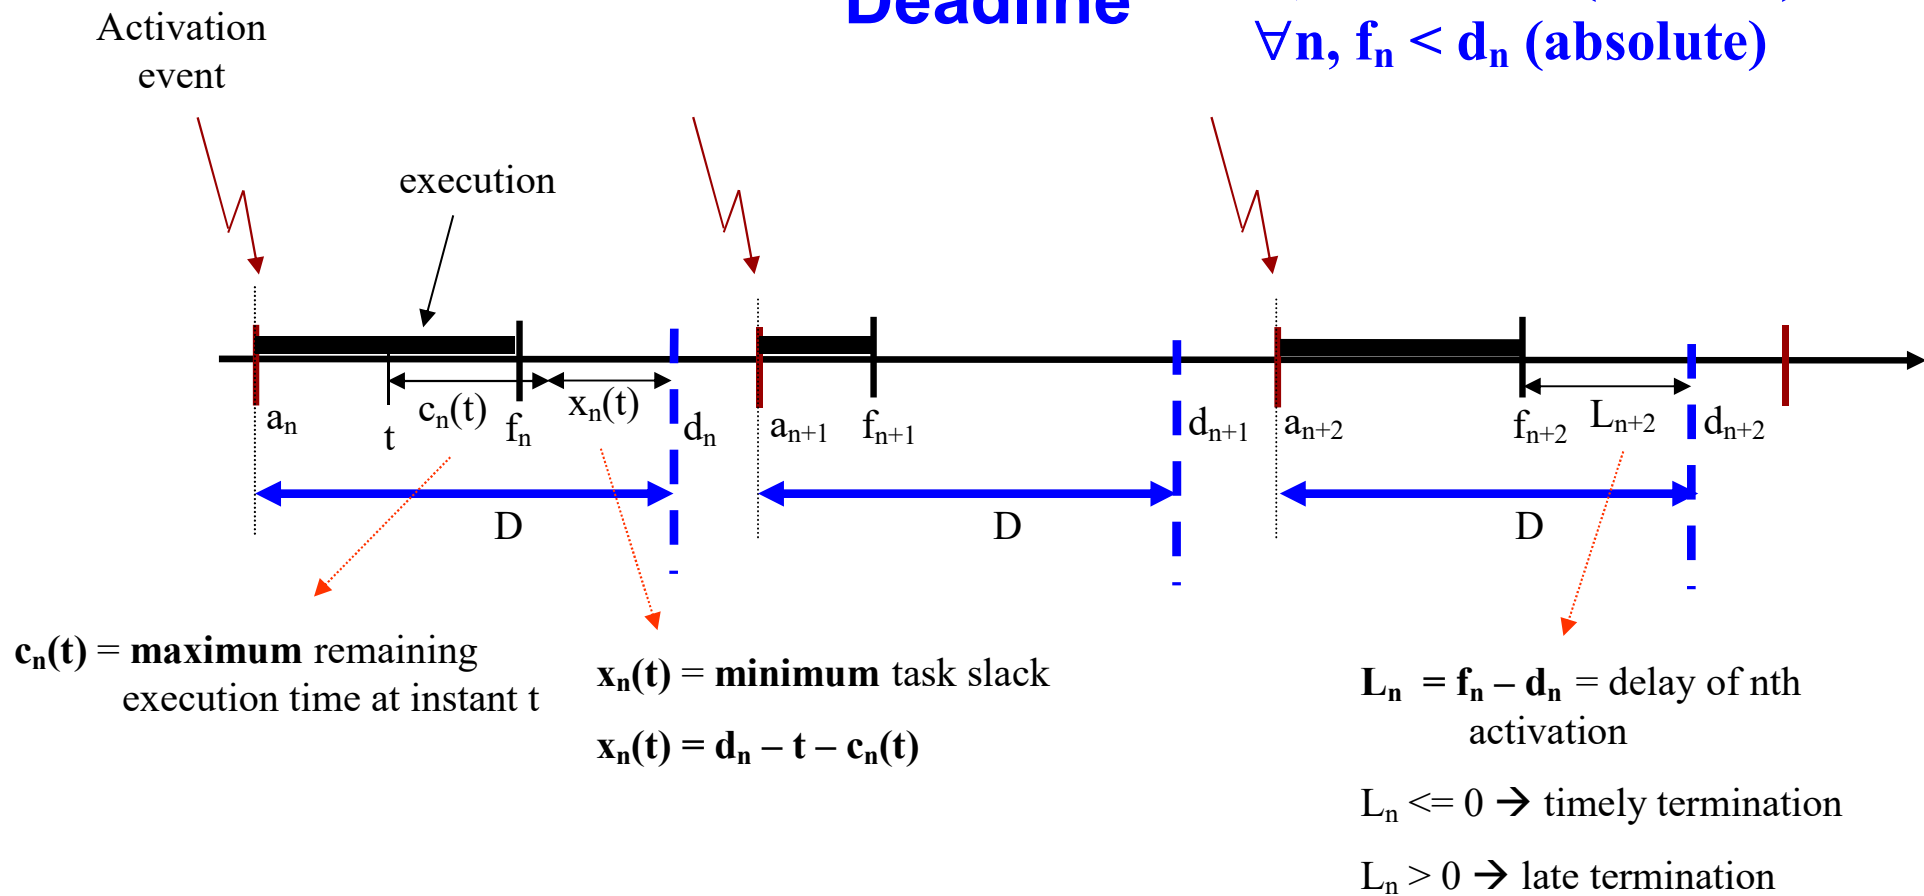 Deadline
∀n, fₙ < dₙ (absolute)
Activation
event
execution
aₙ
t
cₙ(t)
fₙ
xₙ(t)
dₙ
aₙ₊₁
fₙ₊₁
dₙ₊₁
aₙ₊₂
fₙ₊₂
Lₙ₊₂
dₙ₊₂
D
D
D
cₙ(t) = maximum remaining
execution time at instant t
xₙ(t) = minimum task slack
xₙ(t) = dₙ – t – cₙ(t)
Lₙ = fₙ – dₙ = delay of nth
activation
Lₙ <= 0 → timely termination
Lₙ > 0 → late termination